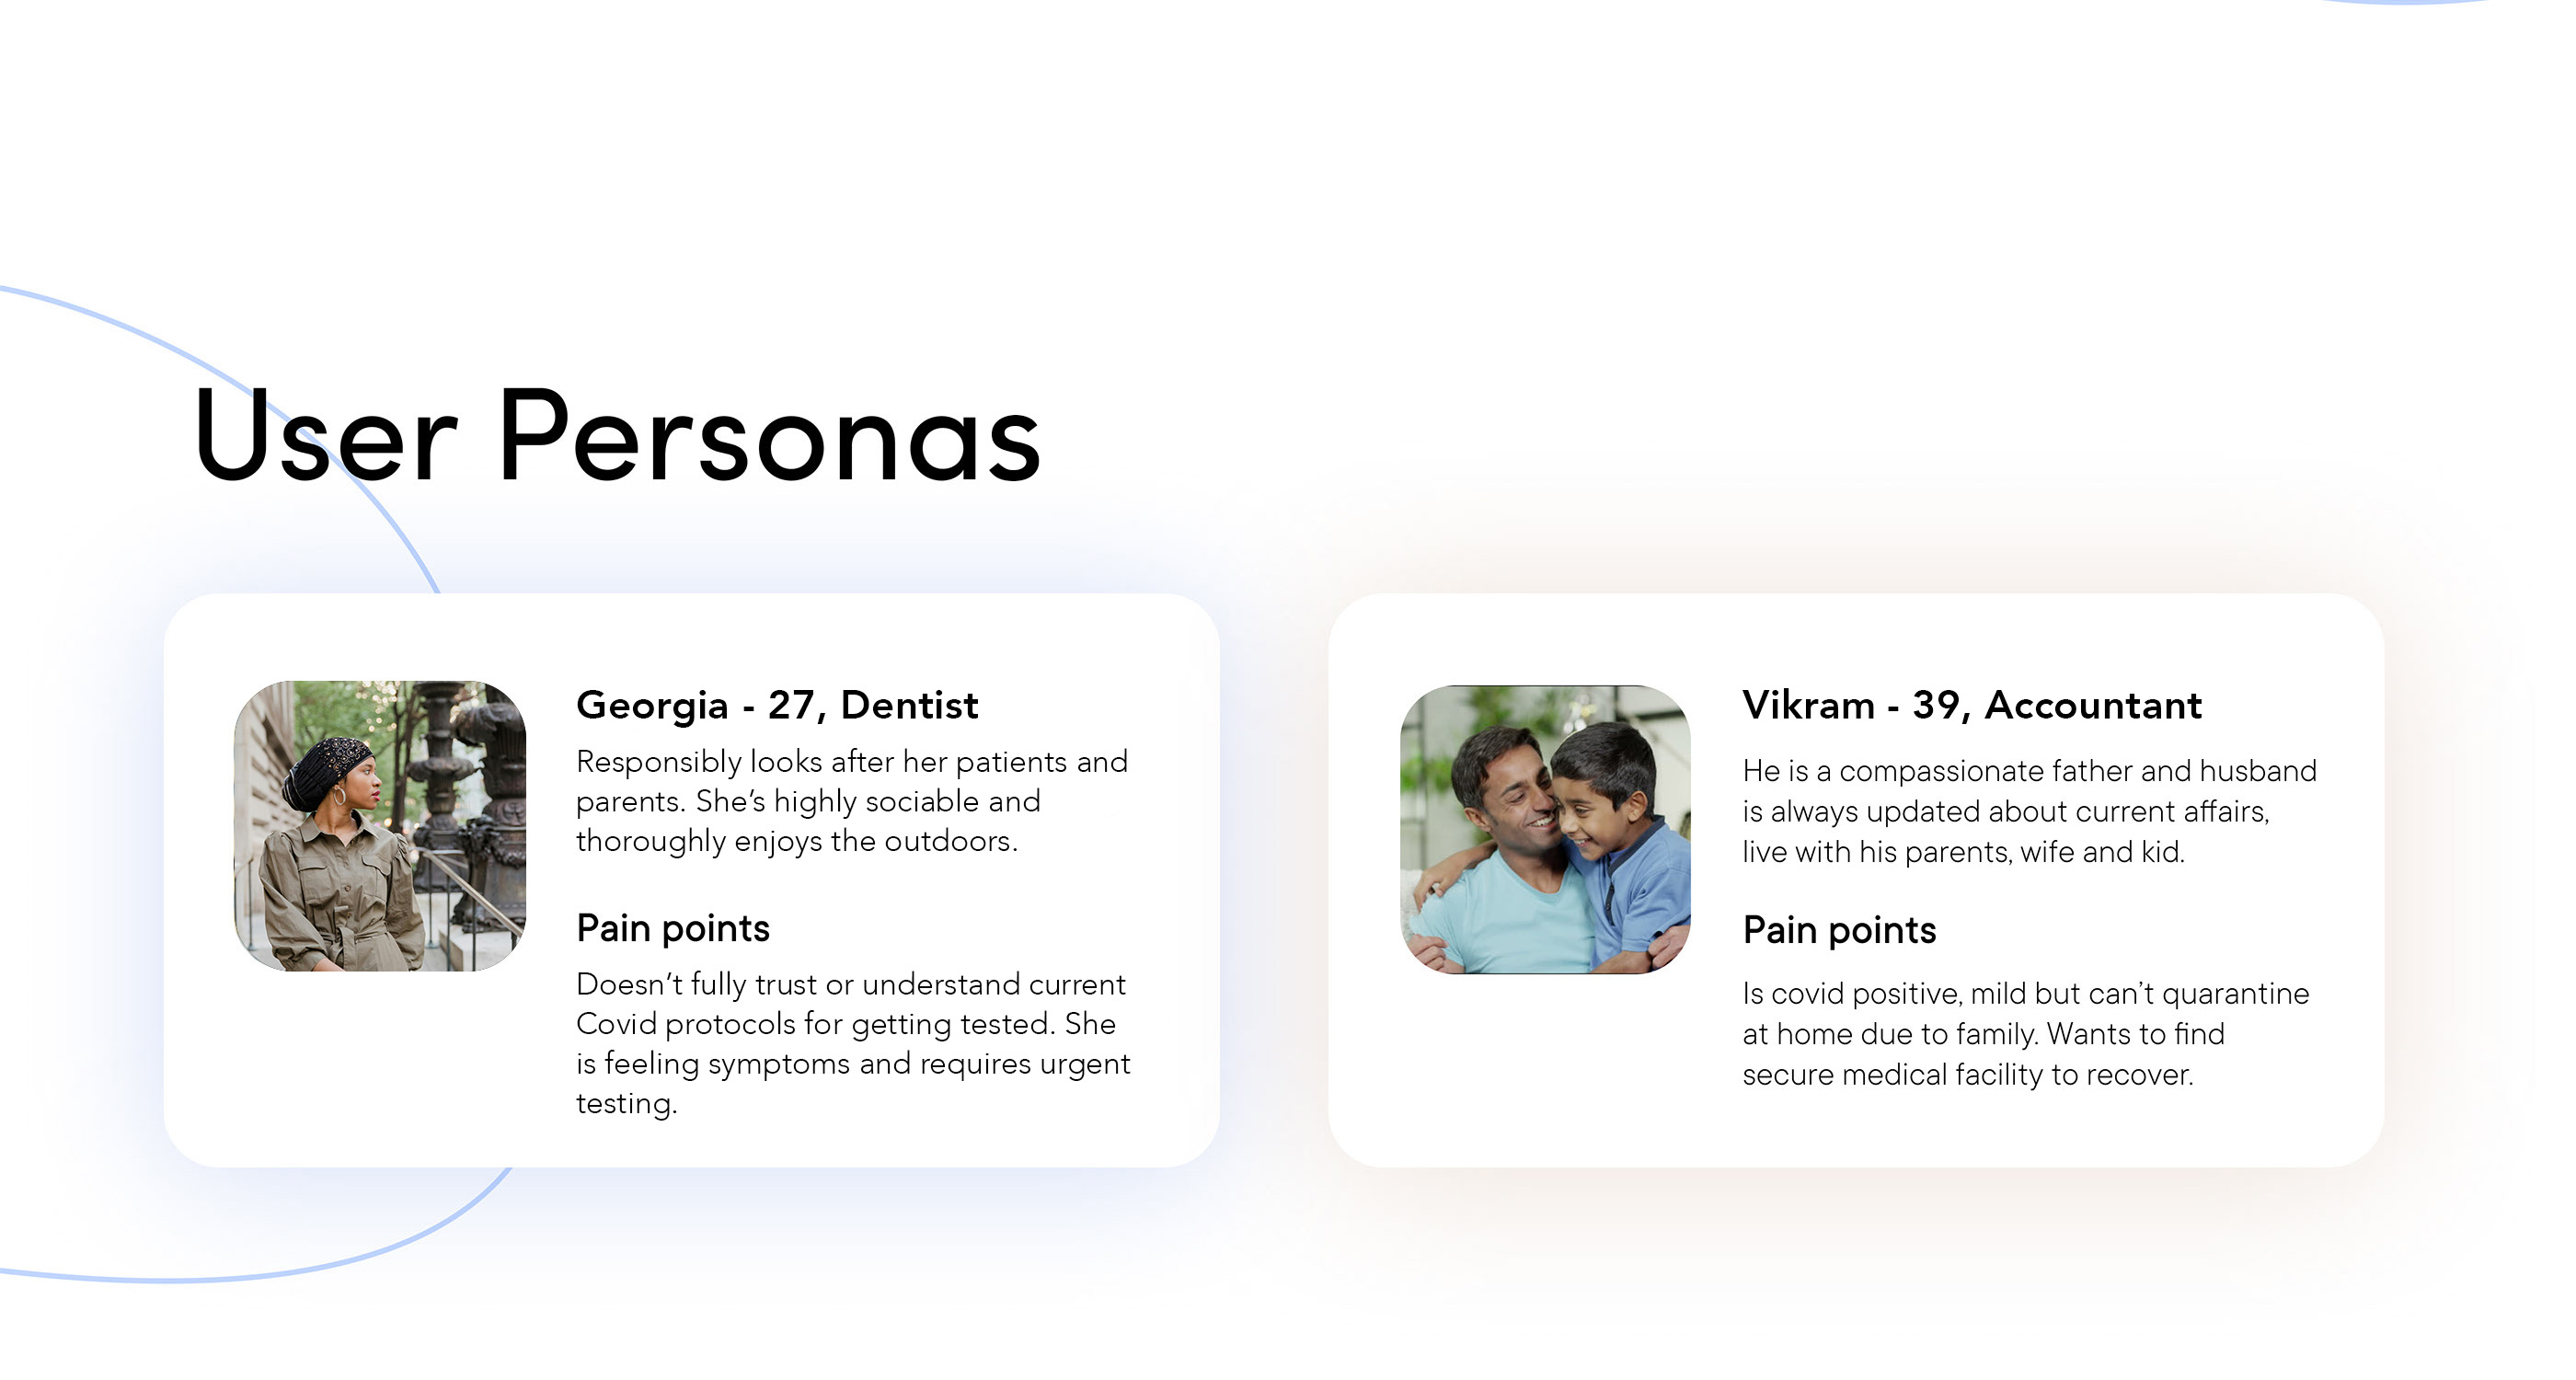 User Personas
Georgia - 27, Dentist
Responsibly looks after her patients and
parents. She’s highly sociable and
thoroughly enjoys the outdoors.
Pain points
Doesn’t fully trust or understand current
Covid protocols for getting tested. She
is feeling symptoms and requires urgent
testing.
Vikram - 39, Accountant
He is a compassionate father and husband
is always updated about current affairs,
live with his parents, wife and kid.
Pain points
Is covid positive, mild but can’t quarantine
at home due to family. Wants to find
secure medical facility to recover.